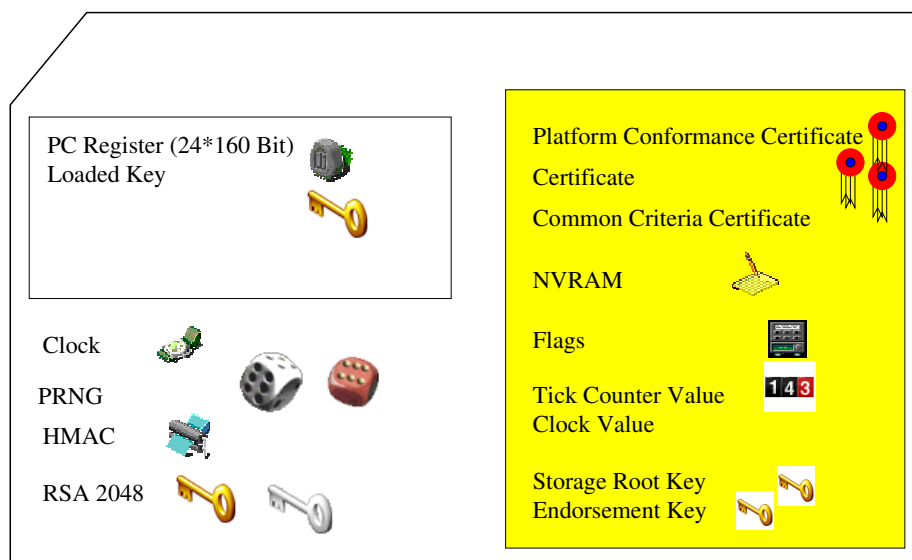 PC Register (24*160 Bit)
Loaded Key
Clock
PRNG
HMAC
RSA 2048
Platform Conformance Certificate
Certificate
Common Criteria Certificate
NVRAM
Flags
Tick Counter Value
143
Clock Value
Storage Root Key
Endorsement Key